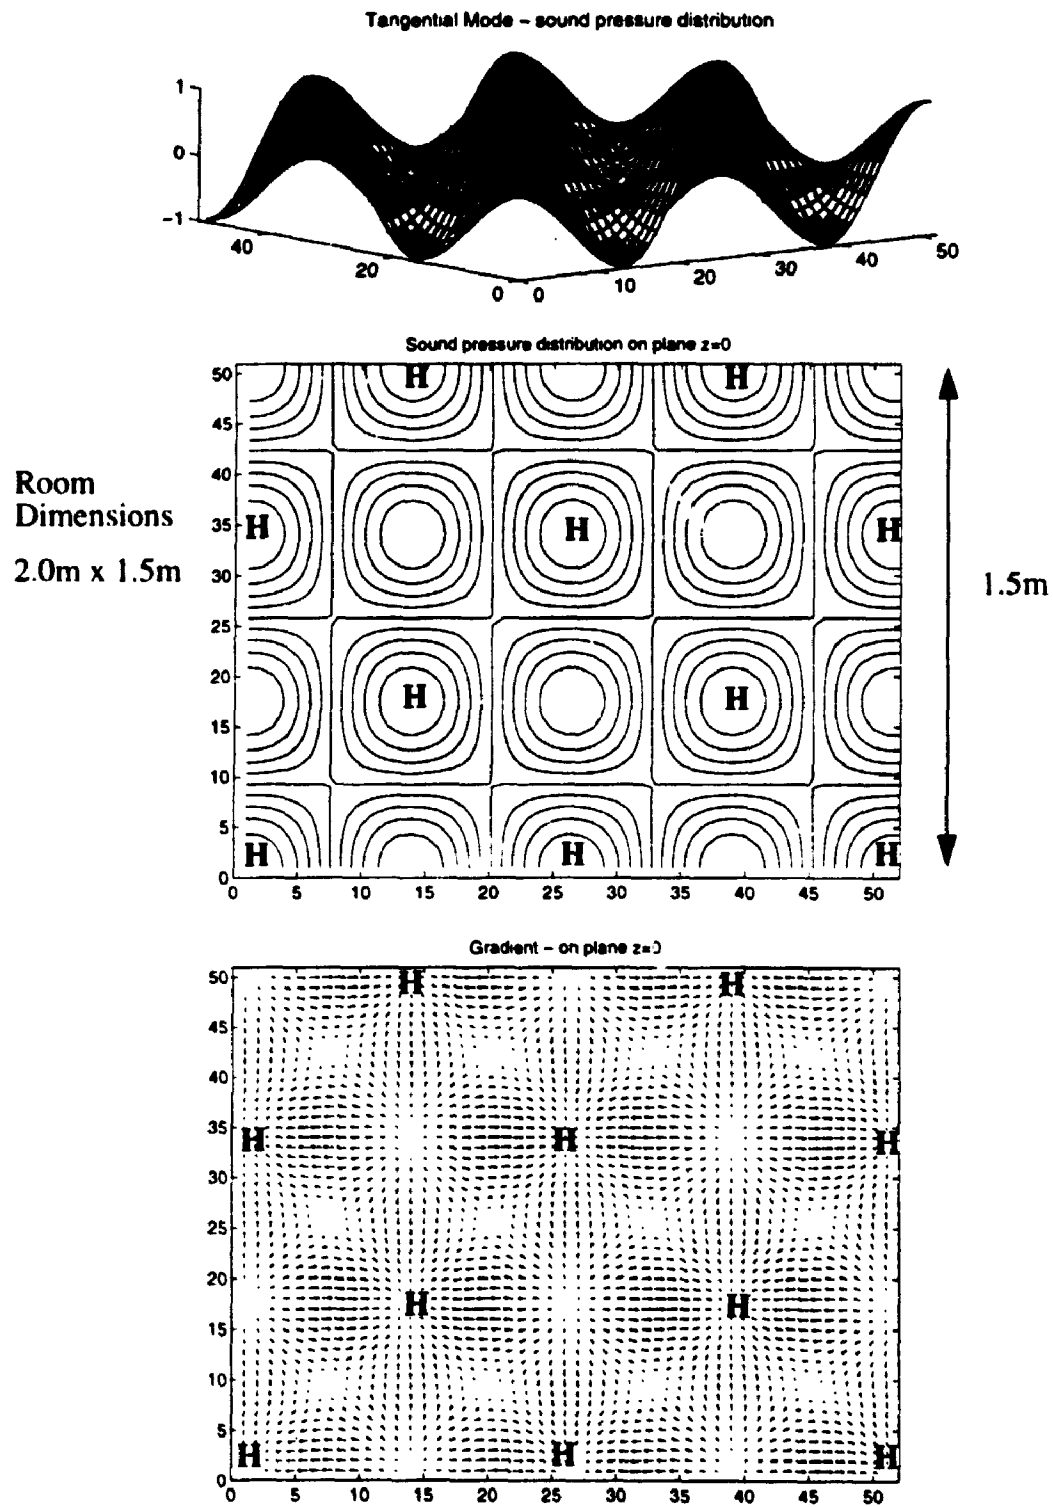 Tangential Mode – sound pressure distribution
1
0
-1
40
20
0
0
10
20
30
40
50
Sound pressure distribution on plane z=0
50
H
H
45
40
Room
Dimensions
2.0m x 1.5m
35
H
H
H
30
1.5m
25
20
H
H
15
10
5
H
H
H
0
0
5
10
15
20
25
30
35
40
45
50
Gradient – on plane z=0
50
H
H
45
40
35
H
H
H
30
25
20
H
H
15
10
5
H
H
H
0
0
5
10
15
20
25
30
35
40
45
50